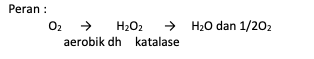 Peran :
O₂ → H₂O₂ → H₂O dan 1/2O₂
aerobik dh katalase